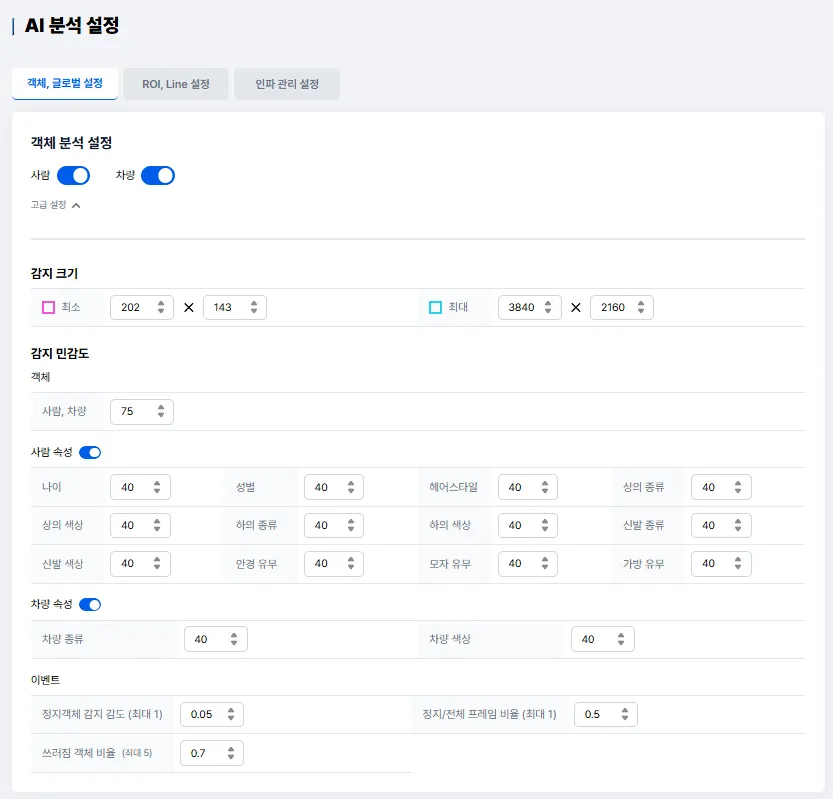 AI 분석 설정
객체, 글로벌 설정 ROI, Line 설정 인파 관리 설정
객체 분석 설정
사람 차량
고급 설정
감지 크기
최소 202 × 143 최대 3840 × 2160
감지 민감도
객체
사람, 차량 75
사람 속성
나이 40 성별 40 헤어스타일 40 상의 종류 40
상의 색상 40 하의 종류 40 하의 색상 40 신발 종류 40
신발 색상 40 안경 유무 40 모자 유무 40 가방 유무 40
차량 속성
차량 종류 40 차량 색상 40
이벤트
정지객체 감지 감도 (최대 1) 0.05 정지/전체 프레임 비율 (최대 1) 0.5
쓰러짐 객체 비율 (최대 5) 0.7